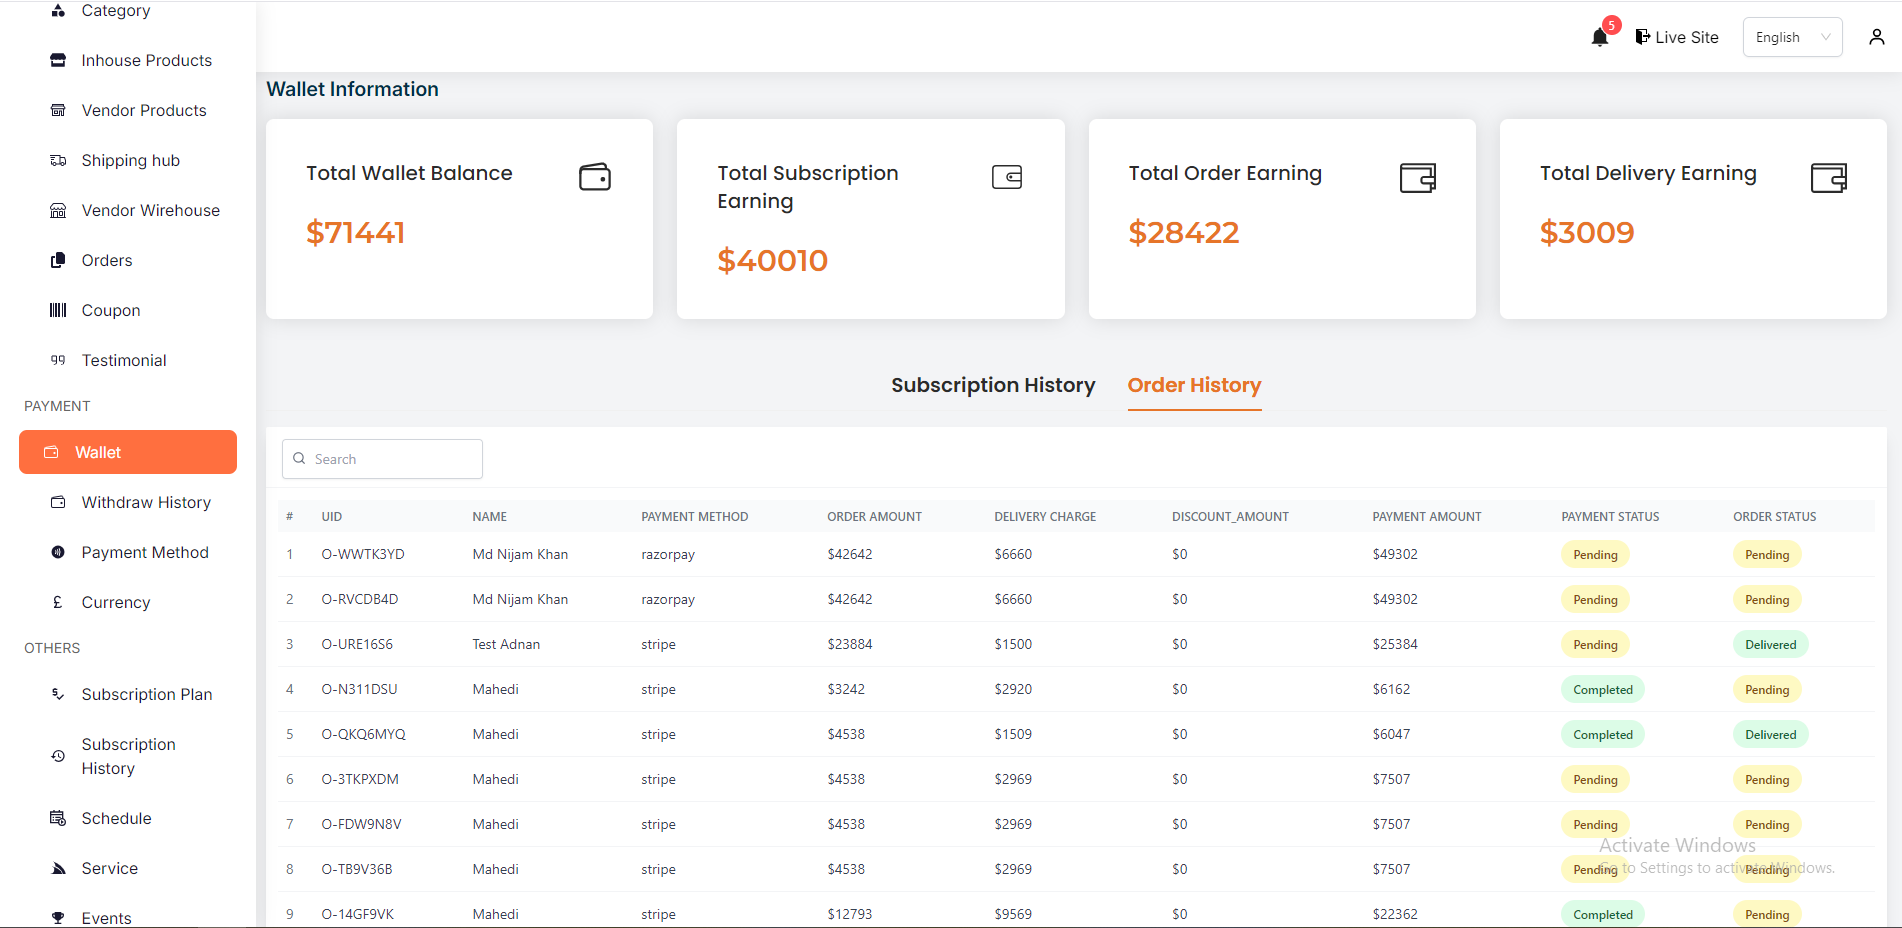 Category
Inhouse Products
Vendor Products
Shipping hub
Vendor Wirehouse
Orders
Coupon
Testimonial
PAYMENT
Wallet
Withdraw History
Payment Method
£ Currency
OTHERS
Subscription Plan
Subscription
History
Schedule
Service
Events
5
Live Site
English
Wallet Information
Total Wallet Balance
$71441
Total Subscription
Earning
$40010
Total Order Earning
$28422
Total Delivery Earning
$3009
Subscription History Order History
Search
# UID NAME PAYMENT METHOD ORDER AMOUNT DELIVERY CHARGE DISCOUNT_AMOUNT PAYMENT AMOUNT PAYMENT STATUS ORDER STATUS
1 O-WWTK3YD Md Nijam Khan razorpay $42642 $6660 $0 $49302 Pending Pending
2 O-RVCDB4D Md Nijam Khan razorpay $42642 $6660 $0 $49302 Pending Pending
3 O-URE16S6 Test Adnan stripe $23884 $1500 $0 $25384 Pending Delivered
4 O-N311DSU Mahedi stripe $3242 $2920 $0 $6162 Completed Pending
5 O-QKQ6MYQ Mahedi stripe $4538 $1509 $0 $6047 Completed Delivered
6 O-3TKPXDM Mahedi stripe $4538 $2969 $0 $7507 Pending Pending
7 O-FDW9N8V Mahedi stripe $4538 $2969 $0 $7507 Pending Pending
8 O-TB9V36B Mahedi stripe $4538 $2969 $0 $7507 Pending Pending
9 O-14GF9VK Mahedi stripe $12793 $9569 $0 $22362 Completed Pending
Activate Windows
Go to Settings to activate Windows.